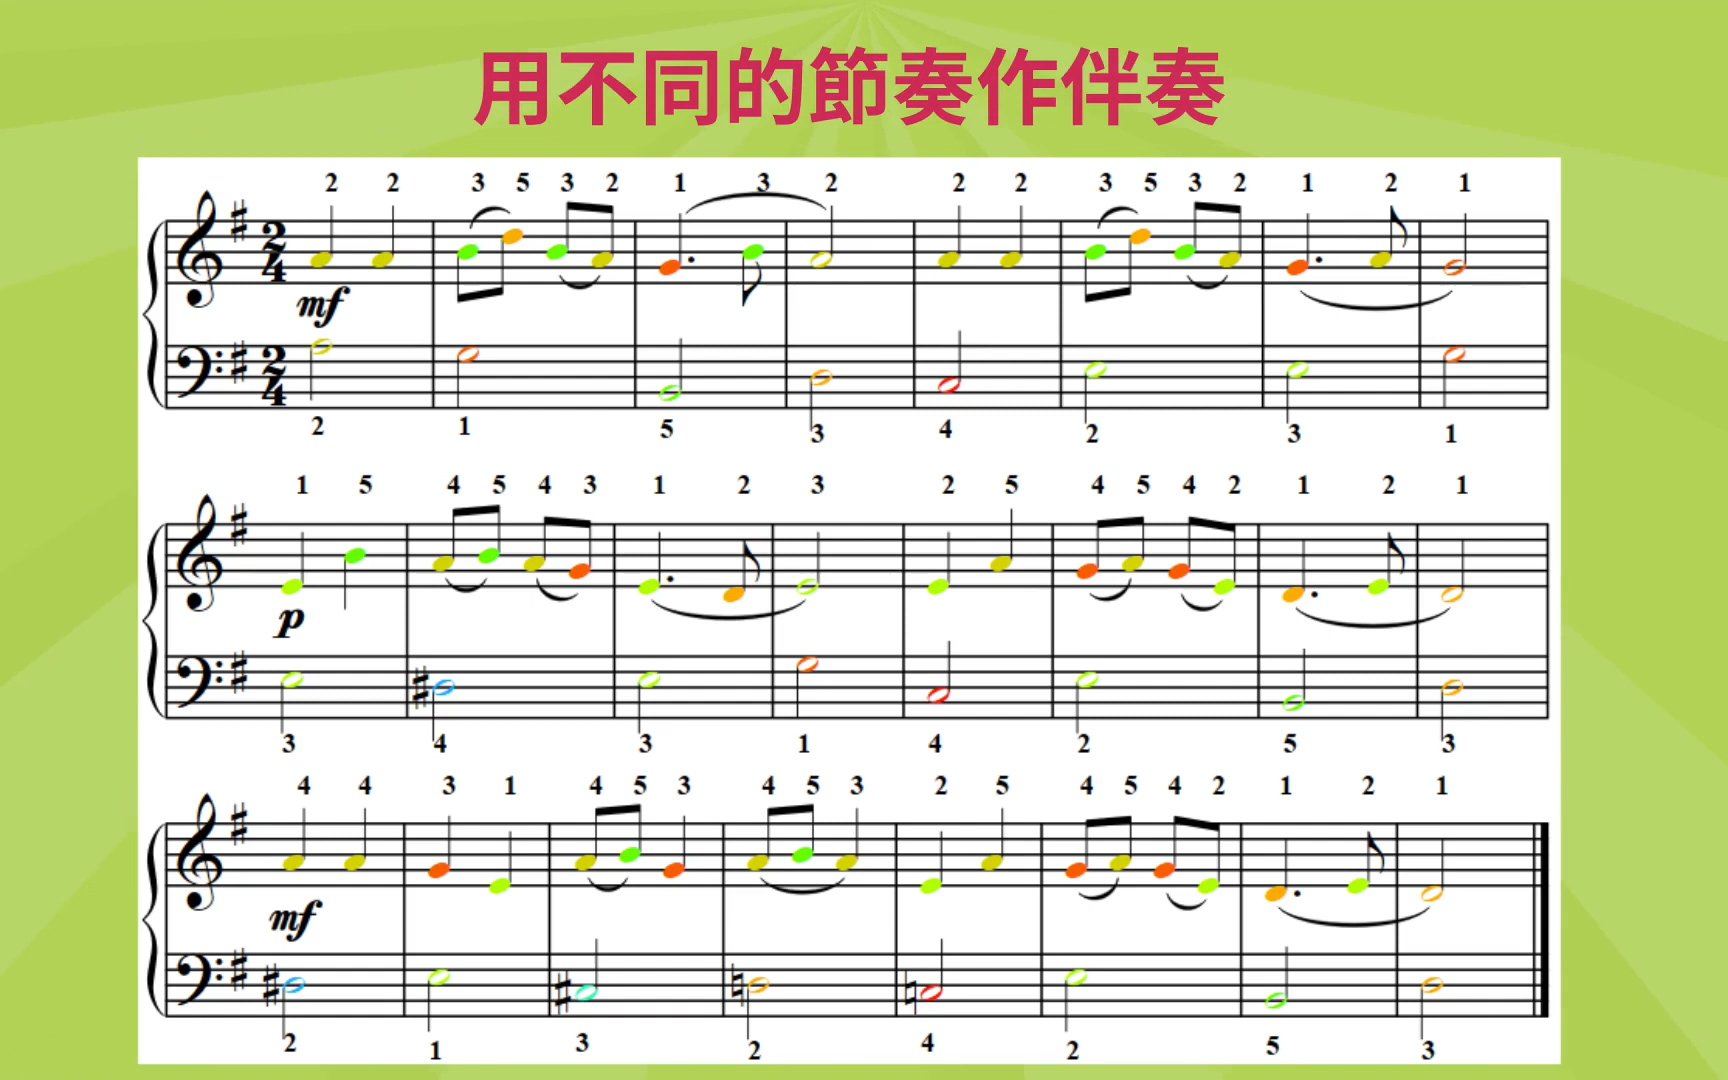 用不同的節奏作伴奏
2 2 3 5 3 2 1 3 2 2 2 3 5 3 2 1 2 1
2 4
mf
2 4
2 1 5 3 4 2 3 1
1 5 4 5 4 3 1 2 3 2 5 4 5 4 2 1 2 1
p
3 4 3 1 4 2 5 3
4 4 3 1 4 5 3 4 5 3 2 5 4 5 4 2 1 2 1
mf
2 1 3 2 4 2 5 3